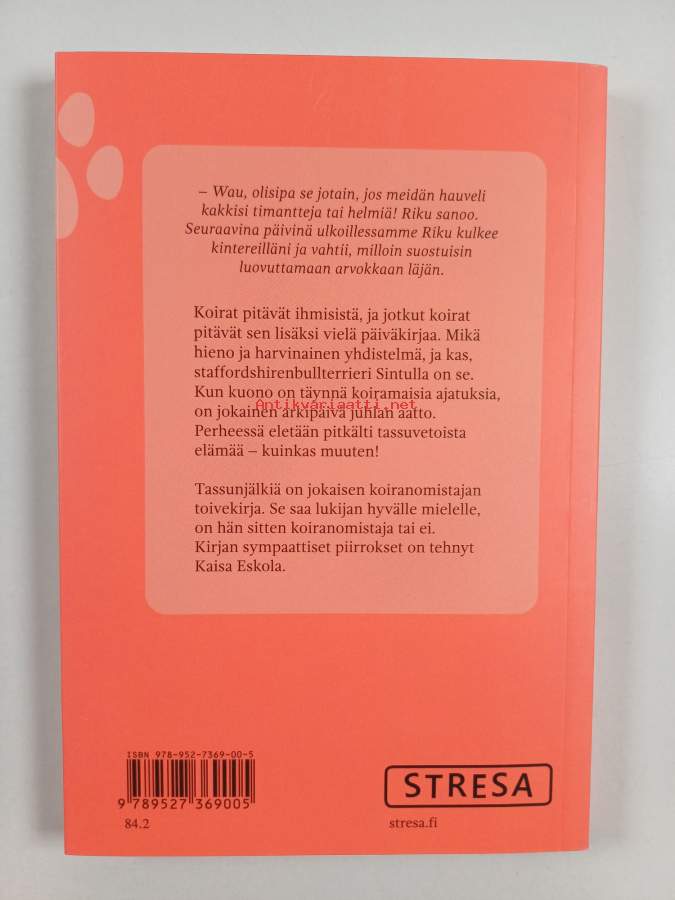 – Wau, olisipa se jotain, jos meidän hauveli
kakkisi timantteja tai helmiä! Riku sanoo.
Seuraavina päivinä ulkoillessamme Riku kulkee
kintereilläni ja vahtii, milloin suostuisin
luovuttamaan arvokkaan läjän.
Koirat pitävät ihmisistä, ja jotkut koirat
pitävät sen lisäksi vielä päiväkirjaa. Mikä
hieno ja harvinainen yhdistelmä, ja kas,
staffordshirenbullterrieri Sintulla on se.
Kun kuono on täynnä koiramaisia ajatuksia,
Antikvariaatti.net
on jokainen arkipäivä juhlan aatto.
Perheessä eletään pitkälti tassuvetoista
elämää – kuinkas muuten!
Tassunjälkiä on jokaisen koiranomistajan
toivekirja. Se saa lukijan hyvälle mielelle,
on hän sitten koiranomistaja tai ei.
Kirjan sympaattiset piirrokset on tehnyt
Kaisa Eskola.
ISBN 978-952-7369-00-5
9 789527 369005
84.2
STRESA
stresa.fi